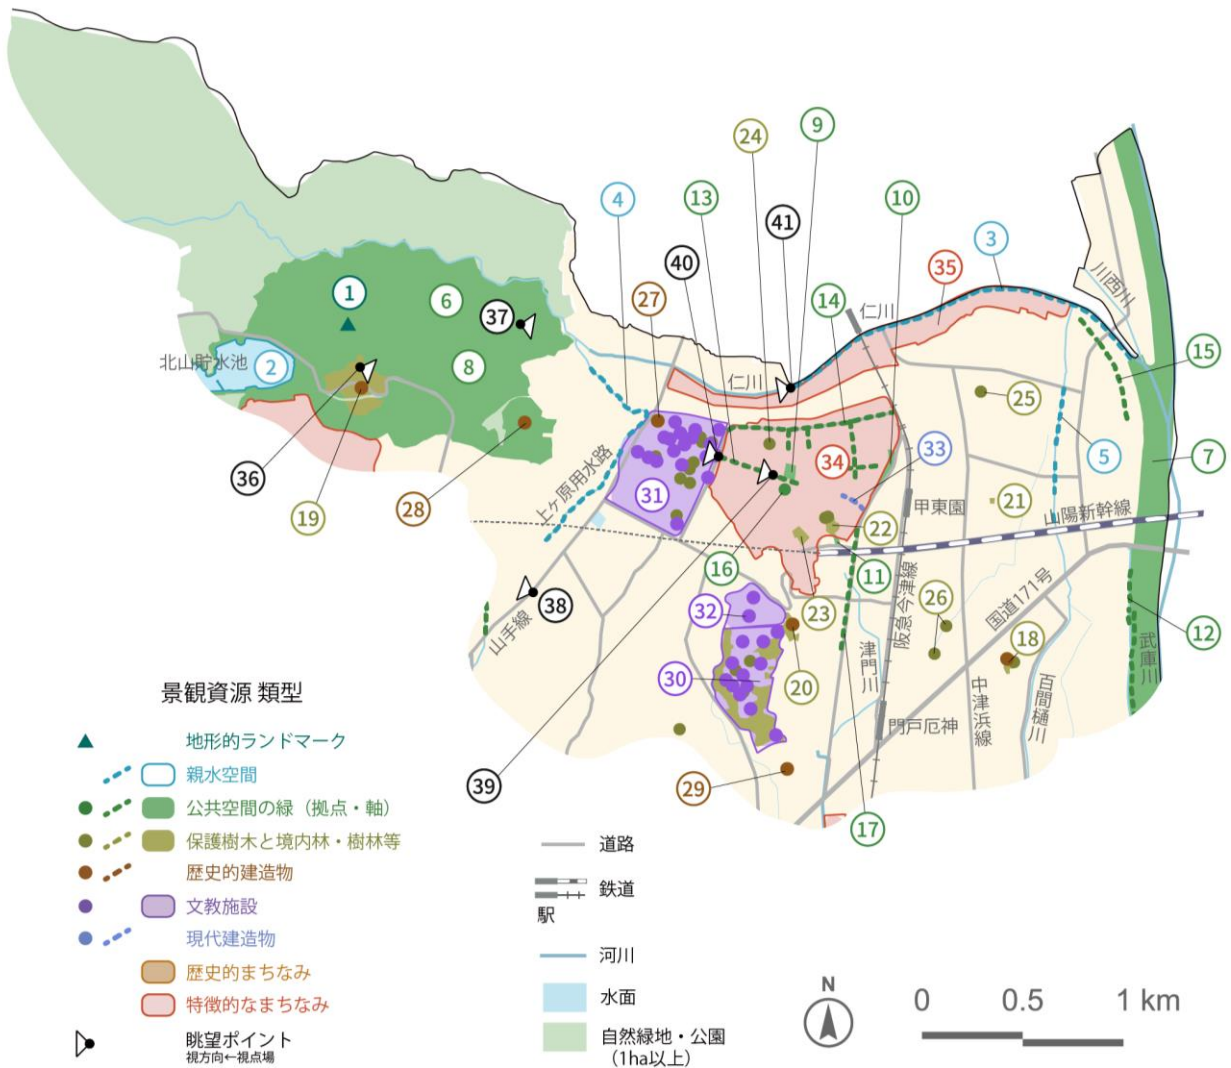 9
24
4
13
41
10
3
40
35
川西川
27
14
仁川
1
6
37
15
北山貯水池
2
8
仁川
25
36
34
33
5
7
上ケ原用水路
31
19
28
甲東園
21
山陽新幹線
22
16
11
38
32
23
阪急今津線
26
国道171号
12
山手線
18
武庫川
30
20
津門川
中津浜線
百間樋川
門戸厄神
39
29
17
景観資源 類型
地形的ランドマーク
親水空間
公共空間の緑（拠点・軸）
保護樹木と境内林・樹林等
歴史的建造物
文教施設
現代建造物
歴史的まちなみ
特徴的なまちなみ
眺望ポイント
視方向←視点場
道路
鉄道
駅
河川
水面
自然緑地・公園
（1ha以上）
N
0 0.5 1 km